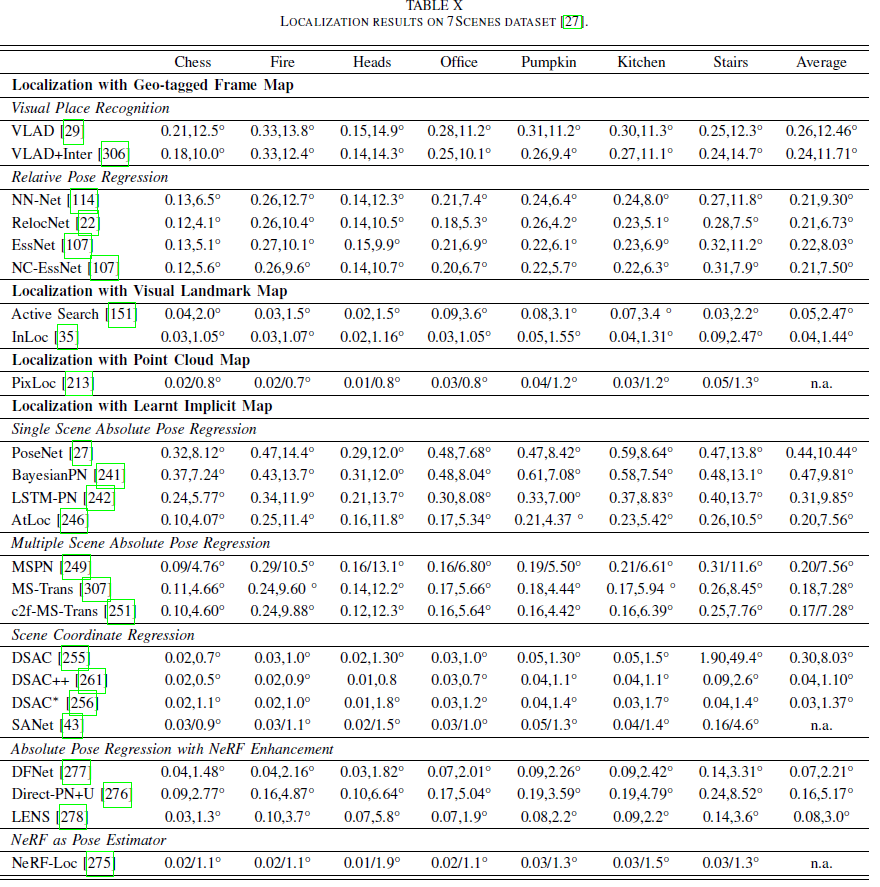 TABLE X
LOCALIZATION RESULTS ON 7SCENES DATASET [27].
Chess Fire Heads Office Pumpkin Kitchen Stairs Average
Localization with Geo-tagged Frame Map
Visual Place Recognition
VLAD [29] 0.21,12.5° 0.33,13.8° 0.15,14.9° 0.28,11.2° 0.31,11.2° 0.30,11.3° 0.25,12.3° 0.26,12.46°
VLAD+Inter [306] 0.18,10.0° 0.33,12.4° 0.14,14.3° 0.25,10.1° 0.26,9.4° 0.27,11.1° 0.24,14.7° 0.24,11.71°
Relative Pose Regression
NN-Net [114] 0.13,6.5° 0.26,12.7° 0.14,12.3° 0.21,7.4° 0.24,6.4° 0.24,8.0° 0.27,11.8° 0.21,9.30°
RelocNet [22] 0.12,4.1° 0.26,10.4° 0.14,10.5° 0.18,5.3° 0.26,4.2° 0.23,5.1° 0.28,7.5° 0.21,6.73°
EssNet [107] 0.13,5.1° 0.27,10.1° 0.15,9.9° 0.21,6.9° 0.22,6.1° 0.23,6.9° 0.32,11.2° 0.22,8.03°
NC-EssNet [107] 0.12,5.6° 0.26,9.6° 0.14,10.7° 0.20,6.7° 0.22,5.7° 0.22,6.3° 0.31,7.9° 0.21,7.50°
Localization with Visual Landmark Map
Active Search [151] 0.04,2.0° 0.03,1.5° 0.02,1.5° 0.09,3.6° 0.08,3.1° 0.07,3.4 ° 0.03,2.2° 0.05,2.47°
InLoc [35] 0.03,1.05° 0.03,1.07° 0.02,1.16° 0.03,1.05° 0.05,1.55° 0.04,1.31° 0.09,2.47° 0.04,1.44°
Localization with Point Cloud Map
PixLoc [213] 0.02/0.8° 0.02/0.7° 0.01/0.8° 0.03/0.8° 0.04/1.2° 0.03/1.2° 0.05/1.3° n.a.
Localization with Learnt Implicit Map
Single Scene Absolute Pose Regression
PoseNet [27] 0.32,8.12° 0.47,14.4° 0.29,12.0° 0.48,7.68° 0.47,8.42° 0.59,8.64° 0.47,13.8° 0.44,10.44°
BayesianPN [241] 0.37,7.24° 0.43,13.7° 0.31,12.0° 0.48,8.04° 0.61,7.08° 0.58,7.54° 0.48,13.1° 0.47,9.81°
LSTM-PN [242] 0.24,5.77° 0.34,11.9° 0.21,13.7° 0.30,8.08° 0.33,7.00° 0.37,8.83° 0.40,13.7° 0.31,9.85°
AtLoc [246] 0.10,4.07° 0.25,11.4° 0.16,11.8° 0.17,5.34° 0.21,4.37 ° 0.23,5.42° 0.26,10.5° 0.20,7.56°
Multiple Scene Absolute Pose Regression
MSPN [249] 0.09/4.76° 0.29/10.5° 0.16/13.1° 0.16/6.80° 0.19/5.50° 0.21/6.61° 0.31/11.6° 0.20/7.56°
MS-Trans [307] 0.11,4.66° 0.24,9.60 ° 0.14,12.2° 0.17,5.66° 0.18,4.44° 0.17,5.94 ° 0.26,8.45° 0.18,7.28°
c2f-MS-Trans [251] 0.10,4.60° 0.24,9.88° 0.12,12.3° 0.16,5.64° 0.16,4.42° 0.16,6.39° 0.25,7.76° 0.17/7.28°
Scene Coordinate Regression
DSAC [255] 0.02,0.7° 0.03,1.0° 0.02,1.30° 0.03,1.0° 0.05,1.30° 0.05,1.5° 1.90,49.4° 0.30,8.03°
DSAC++ [261] 0.02,0.5° 0.02,0.9° 0.01,0.8 0.03,0.7° 0.04,1.1° 0.04,1.1° 0.09,2.6° 0.04,1.10°
DSAC* [256] 0.02,1.1° 0.02,1.0° 0.01,1.8° 0.03,1.2° 0.04,1.4° 0.03,1.7° 0.04,1.4° 0.03,1.37°
SANet [43] 0.03/0.9° 0.03/1.1° 0.02/1.5° 0.03/1.0° 0.05/1.3° 0.04/1.4° 0.16/4.6° n.a.
Absolute Pose Regression with NeRF Enhancement
DFNet [277] 0.04,1.48° 0.04,2.16° 0.03,1.82° 0.07,2.01° 0.09,2.26° 0.09,2.42° 0.14,3.31° 0.07,2.21°
Direct-PN+U [276] 0.09,2.77° 0.16,4.87° 0.10,6.64° 0.17,5.04° 0.19,3.59° 0.19,4.79° 0.24,8.52° 0.16,5.17°
LENS [278] 0.03,1.3° 0.10,3.7° 0.07,5.8° 0.07,1.9° 0.08,2.2° 0.09,2.2° 0.14,3.6° 0.08,3.0°
NeRF as Pose Estimator
NeRF-Loc [275] 0.02/1.1° 0.02/1.1° 0.01/1.9° 0.02/1.1° 0.03/1.3° 0.03/1.5° 0.03/1.3° n.a.